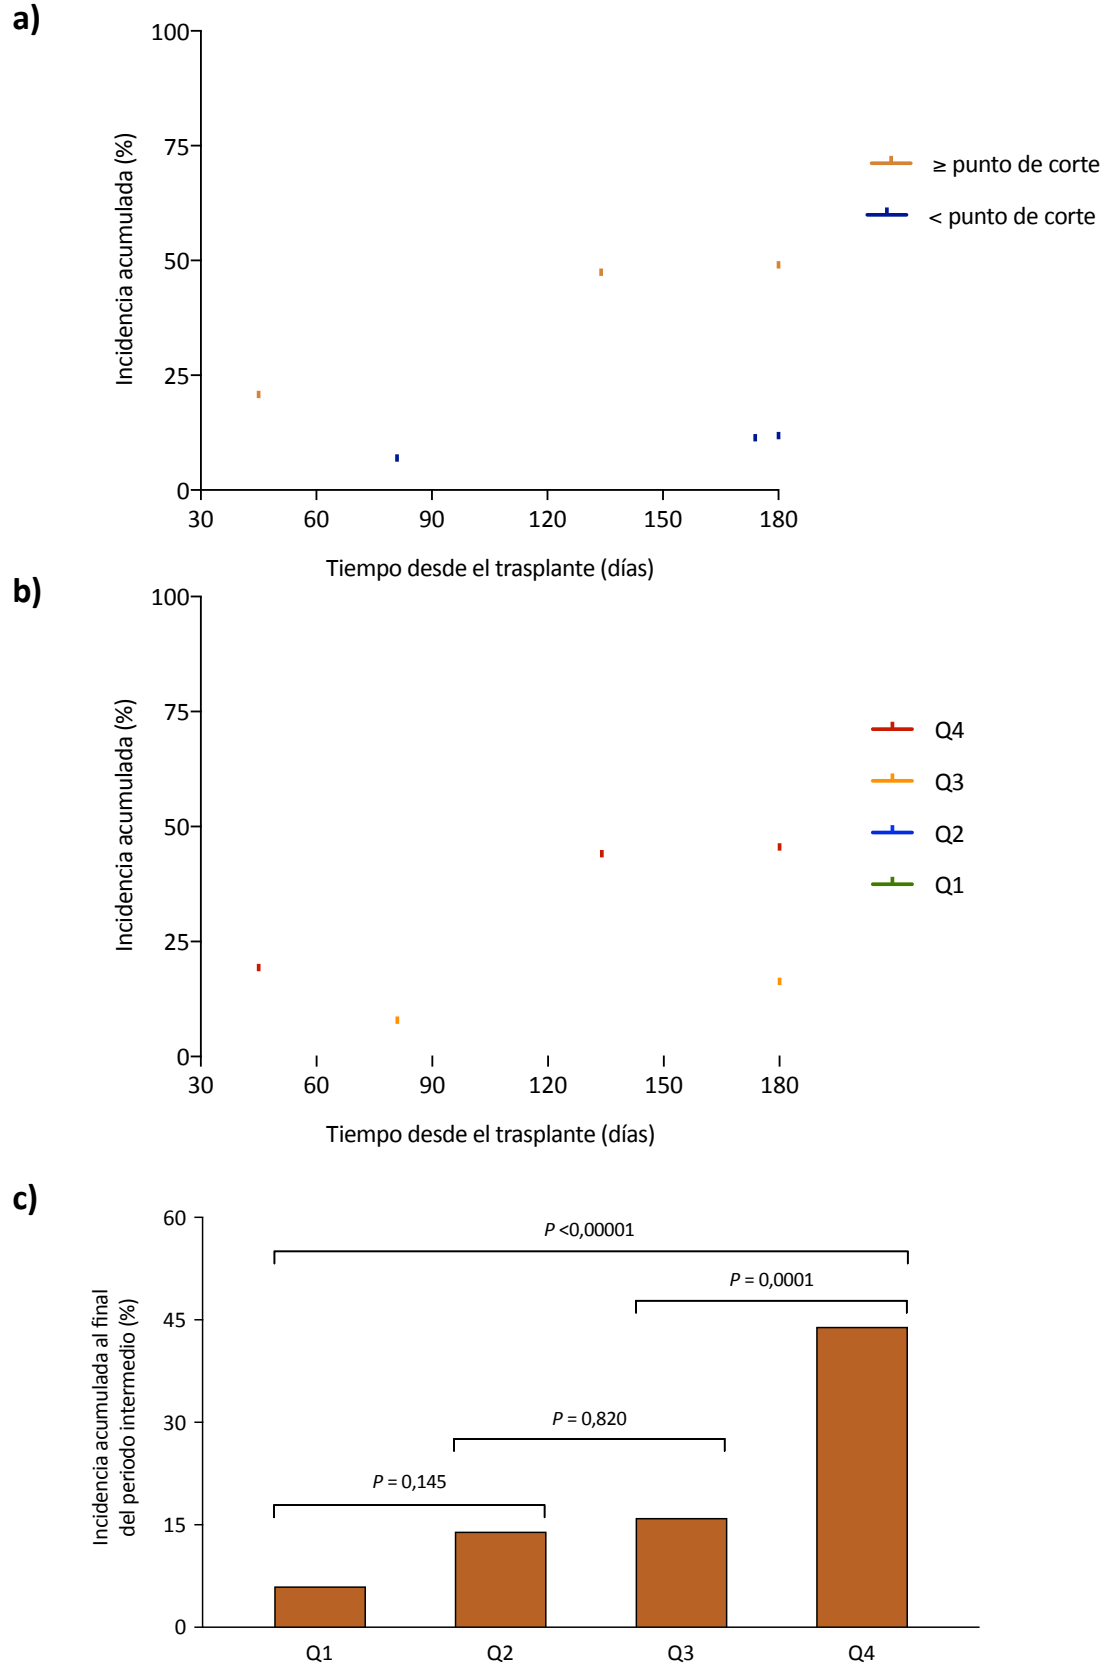 a)
100
75
50
25
0
Incidencia acumulada (%)
30 60 90 120 150 180
Tiempo desde el trasplante (días)
≥ punto de corte
< punto de corte
b)
100
75
50
25
0
Incidencia acumulada (%)
30 60 90 120 150 180
Tiempo desde el trasplante (días)
Q4
Q3
Q2
Q1
c)
60
45
30
15
0
Incidencia acumulada al final
del periodo intermedio (%)
P <0,00001
P = 0,0001
P = 0,820
P = 0,145
Q1 Q2 Q3 Q4